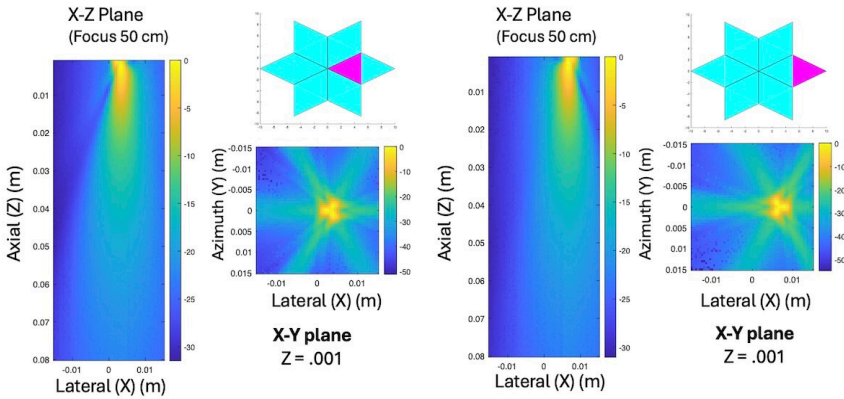 X-Z Plane
(Focus 50 cm)
0.01
0.02
0.03
0.04
0.05
0.06
0.07
0.08
Axial (Z) (m)
-0.01 0 0.01
Lateral (X) (m)
0
-5
-10
-15
-20
-25
-30
-0.015
-0.01
-0.005
0
0.005
0.01
0.015
Azimuth (Y) (m)
-0.01 0 0.01
Lateral (X) (m)
0
-10
-20
-30
-40
-50
X-Y plane
Z = .001
X-Z Plane
(Focus 50 cm)
0.01
0.02
0.03
0.04
0.05
0.06
0.07
0.08
Axial (Z) (m)
-0.01 0 0.01
Lateral (X) (m)
0
-5
-10
-15
-20
-25
-30
-0.015
-0.01
-0.005
0
0.005
0.01
0.015
Azimuth (Y) (m)
-0.01 0 0.01
Lateral (X) (m)
0
-10
-20
-30
-40
-50
X-Y plane
Z = .001